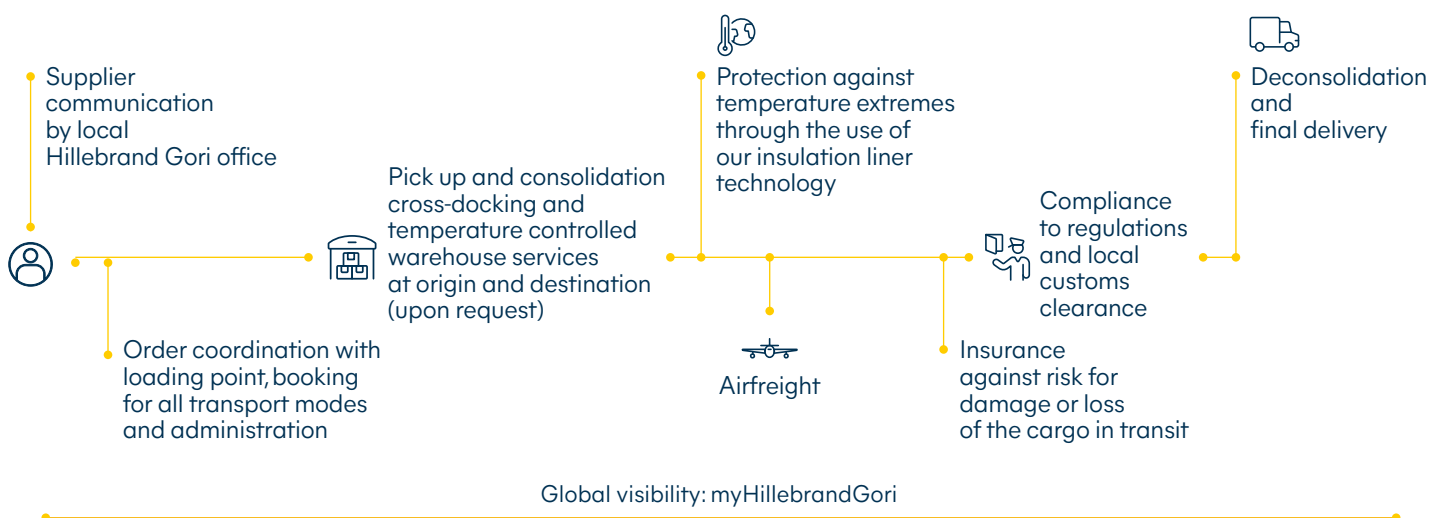 Supplier
communication
by local
Hillebrand Gori office
Order coordination with
loading point, booking
for all transport modes
and administration
Pick up and consolidation
cross-docking and
temperature controlled
warehouse services
at origin and destination
(upon request)
Protection against
temperature extremes
through the use of
our insulation liner
technology
Airfreight
Insurance
against risk for
damage or loss
of the cargo in transit
Compliance
to regulations
and local
customs
clearance
Deconsolidation
and
final delivery
Global visibility: myHillebrandGori